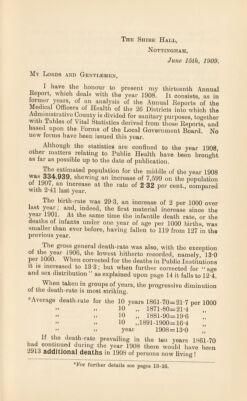 THE SHIRE HALL,
NOTTINGHAM,
June 15th, 1909.
MY LORDS AND GENTLEMEN,
I have the honour to present my thirteenth Annual
Report, which deals with the year 1908. It consists, as in
former years, of an analysis of the Annual Reports of the
Medical Officers of Health of the 26 Districts into which the
Administrative County is divided for sanitary purposes, together
with Tables of Vital Statistics derived from those Reports, and
based upon the Forms of the Local Government Board. No
new forms have been issued this year.
Although the statistics are confined to the year 1908,
other matters relating to Public Health have been brought
as far as possible up to the date of publication.
The estimated population for the middle of the year 1908
was 334,939, shewing an increase of 7,599 on the population
of 1907, an increase at the rate of 2·32 per cent., compared
with 2·41 last year.
The birth-rate was 29·3, an increase of 2 per 1000 over
last year; and, indeed, the first material increase since the
year 1901. At the same time the infantile death rate, or the
deaths of infants under one year of age per 1000 births, was
smaller than ever before, having fallen to 119 from 127 in the
previous year.
The gross general death-rate was also, with the exception
of the year 1906, the lowest hitherto recorded, namely, 13·0
per 1000. When corrected for the deaths in Public Institutions
it is increased to 13·3; but when further corrected for "age
and sex distribution" as explained upon page 14 it falls to 12·4.
When taken in groups of years, the progressive diminution
of the death-rate is most striking.
*Average death-rate for the 10 years 1861-70=21·7 per 1000
„ „ 10 „ 1871-80=21·4 „
„ „ 10 „ 1881-90=19·6 „
„ „ 10 „ 1891-1900=16·4 „
„ „ year 1908=13·0 „
If the death-rate prevailing in the ten years 1861-70
had continued during the year 1908 there would have been
2913 additional deaths in 1908 of persons now living!
*For further details see pages 13-16.